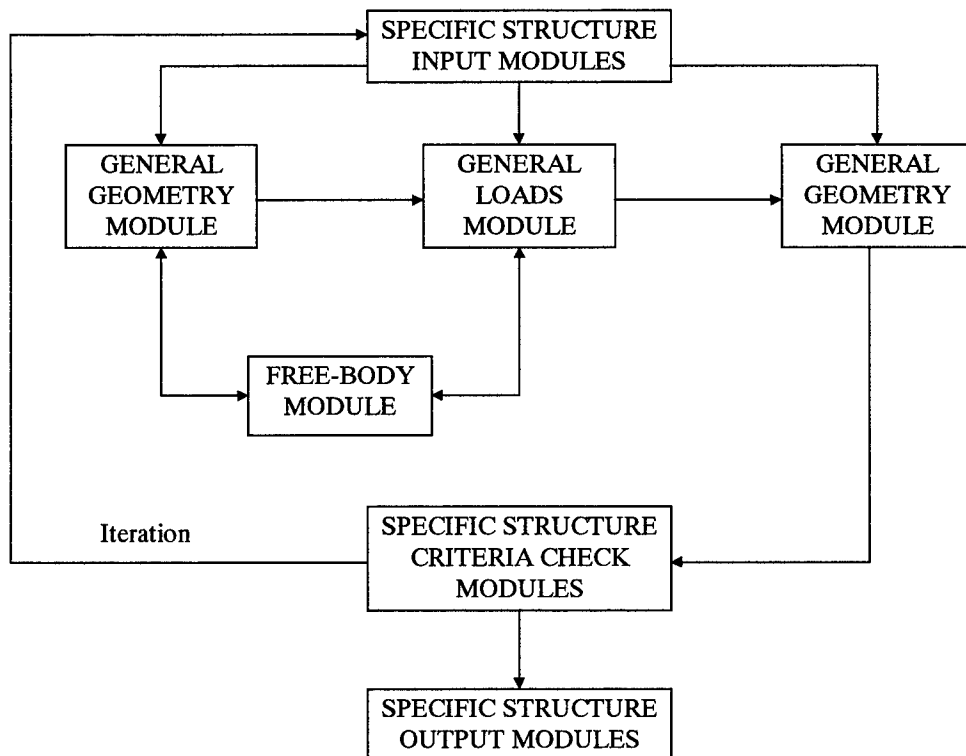 SPECIFIC STRUCTURE
INPUT MODULES
GENERAL
GEOMETRY
MODULE
GENERAL
LOADS
MODULE
GENERAL
GEOMETRY
MODULE
FREE-BODY
MODULE
Iteration
SPECIFIC STRUCTURE
CRITERIA CHECK
MODULES
SPECIFIC STRUCTURE
OUTPUT MODULES